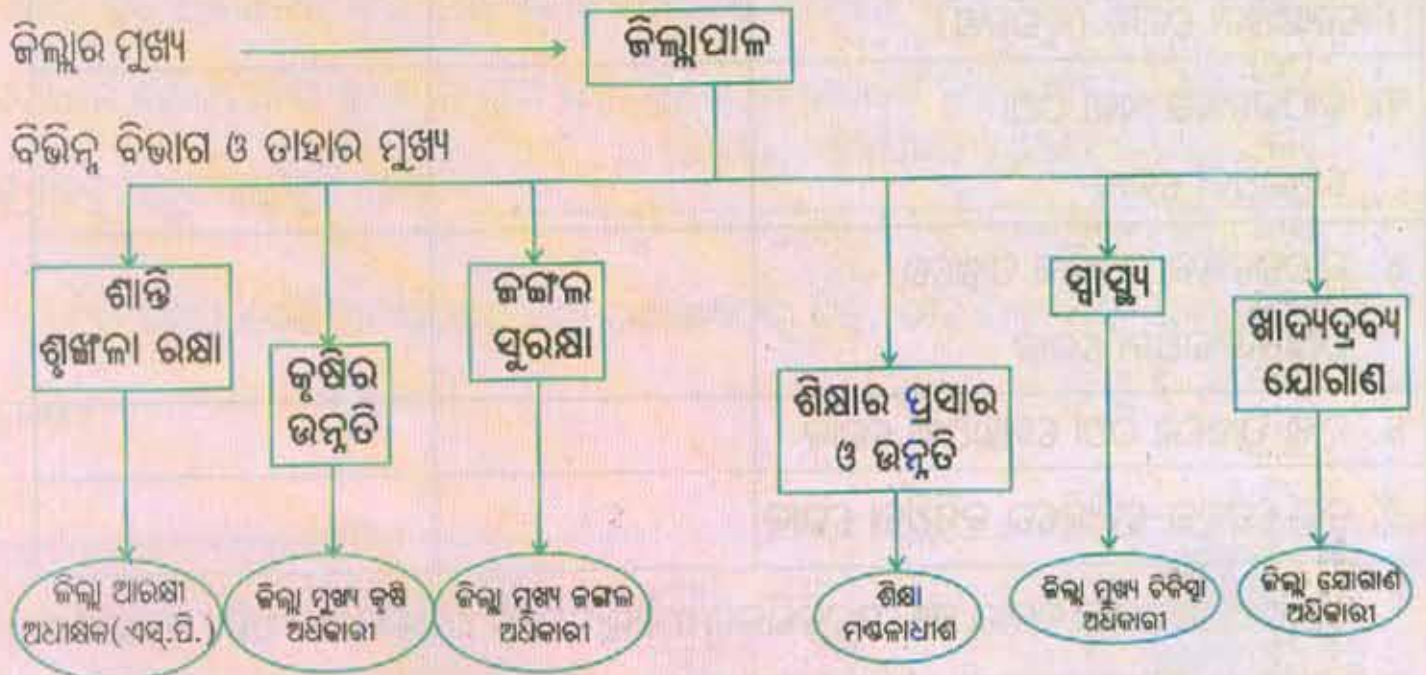 ଜିଲ୍ଲାର ମୁଖ୍ୟ
ଜିଲ୍ଲାପାଳ
ବିଭିନ୍ନ ବିଭାଗ ଓ ତାହାର ମୁଖ୍ୟ
ଶାନ୍ତି
ଶୃଙ୍ଖଳା ରକ୍ଷା
କୃଷିର
ଉନ୍ନତି
ଜଙ୍ଗଲ
ସୁରକ୍ଷା
ଶିକ୍ଷାର ପ୍ରସାର
ଓ ଉନ୍ନତି
ସ୍ୱାସ୍ଥ୍ୟ
ଖାଦ୍ୟଦ୍ରବ୍ୟ
ଯୋଗାଣ
ଜିଲ୍ଲା ଆରକ୍ଷୀ
ଅଧୀକ୍ଷକ(ଏସ୍.ପି.)
ଜିଲ୍ଲା ମୁଖ୍ୟ କୃଷି
ଅଧିକାରୀ
ଜିଲ୍ଲା ମୁଖ୍ୟ ଜଙ୍ଗଲ
ଅଧିକାରୀ
ଶିକ୍ଷା
ମଣ୍ଡଳାଧୀଶ
ଜିଲ୍ଲା ମୁଖ୍ୟ ଚିକିତ୍ସା
ଅଧିକାରୀ
ଜିଲ୍ଲା ଯୋଗାଣ
ଅଧିକାରୀ